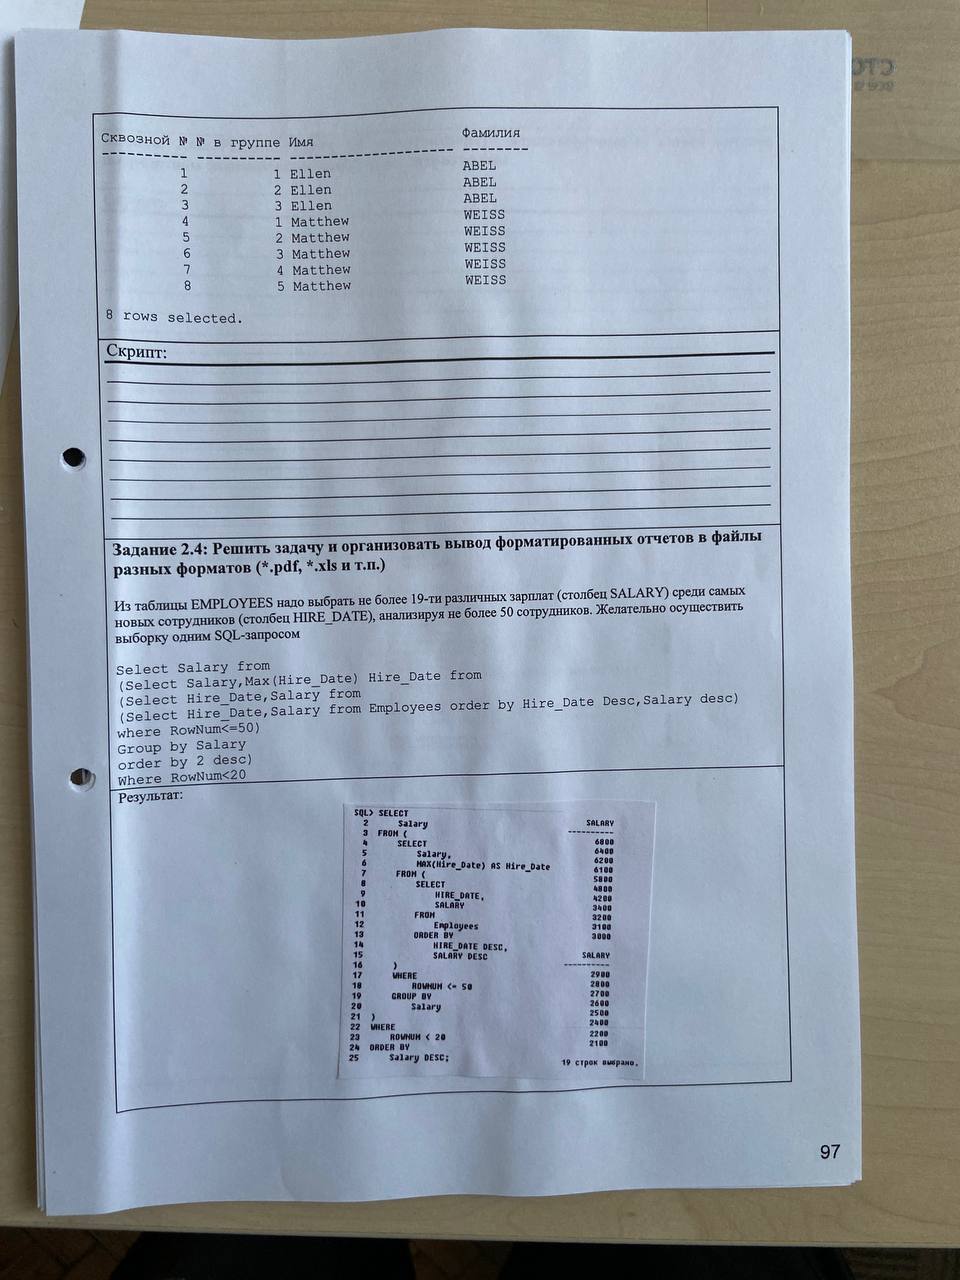 Сквозной № № в группе Имя Фамилия
---------- ---------- -------------------- --------
1 1 Ellen ABEL
2 2 Ellen ABEL
3 3 Ellen ABEL
4 1 Matthew WEISS
5 2 Matthew WEISS
6 3 Matthew WEISS
7 4 Matthew WEISS
8 5 Matthew WEISS
8 rows selected.
Скрипт:
Задание 2.4: Решить задачу и организовать вывод форматированных отчетов в файлы
разных форматов (*.pdf, *.xls и т.п.)
Из таблицы EMPLOYEES надо выбрать не более 19-ти различных зарплат (столбец SALARY) среди самых
новых сотрудников (столбец HIRE_DATE), анализируя не более 50 сотрудников. Желательно осуществить
выборку одним SQL-запросом
Select Salary from
(Select Salary,Max(Hire_Date) Hire_Date from
(Select Hire_Date,Salary from
(Select Hire_Date,Salary from Employees order by Hire_Date Desc,Salary desc)
where RowNum<=50)
Group by Salary
order by 2 desc)
Where RowNum<20
Результат:
SQL> SELECT
2 Salary
3 FROM (
4 SELECT
5 Salary,
6 MAX(Hire_Date) AS Hire_Date
7 FROM (
8 SELECT
9 HIRE_DATE,
10 SALARY
11 FROM
12 Employees
13 ORDER BY
14 HIRE_DATE DESC,
15 SALARY DESC
16 )
17 WHERE
18 ROWNUM <= 50
19 GROUP BY
20 Salary
21 )
22 WHERE
23 ROWNUM < 20
24 ORDER BY
25 Salary DESC;
SALARY
----------
6800
6400
6200
6100
5800
4800
4200
3400
3200
3100
3000
SALARY
----------
2900
2800
2700
2600
2500
2400
2200
2100
19 строк выбрано.
97